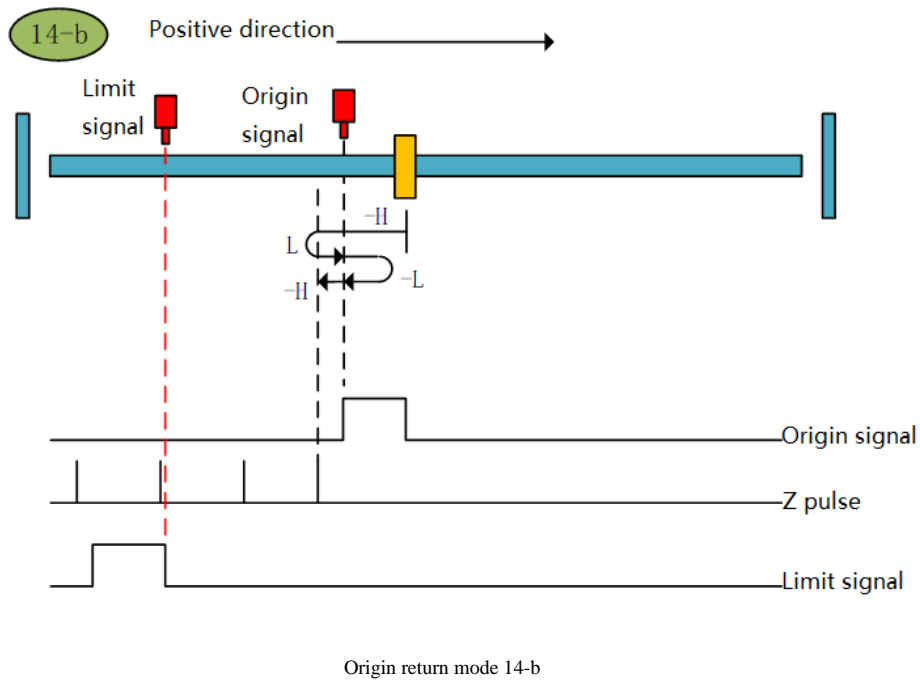 14-b
Positive direction
Limit
signal
Origin
signal
-H
L
-L
-H
Origin signal
Z pulse
Limit signal
Origin return mode 14-b